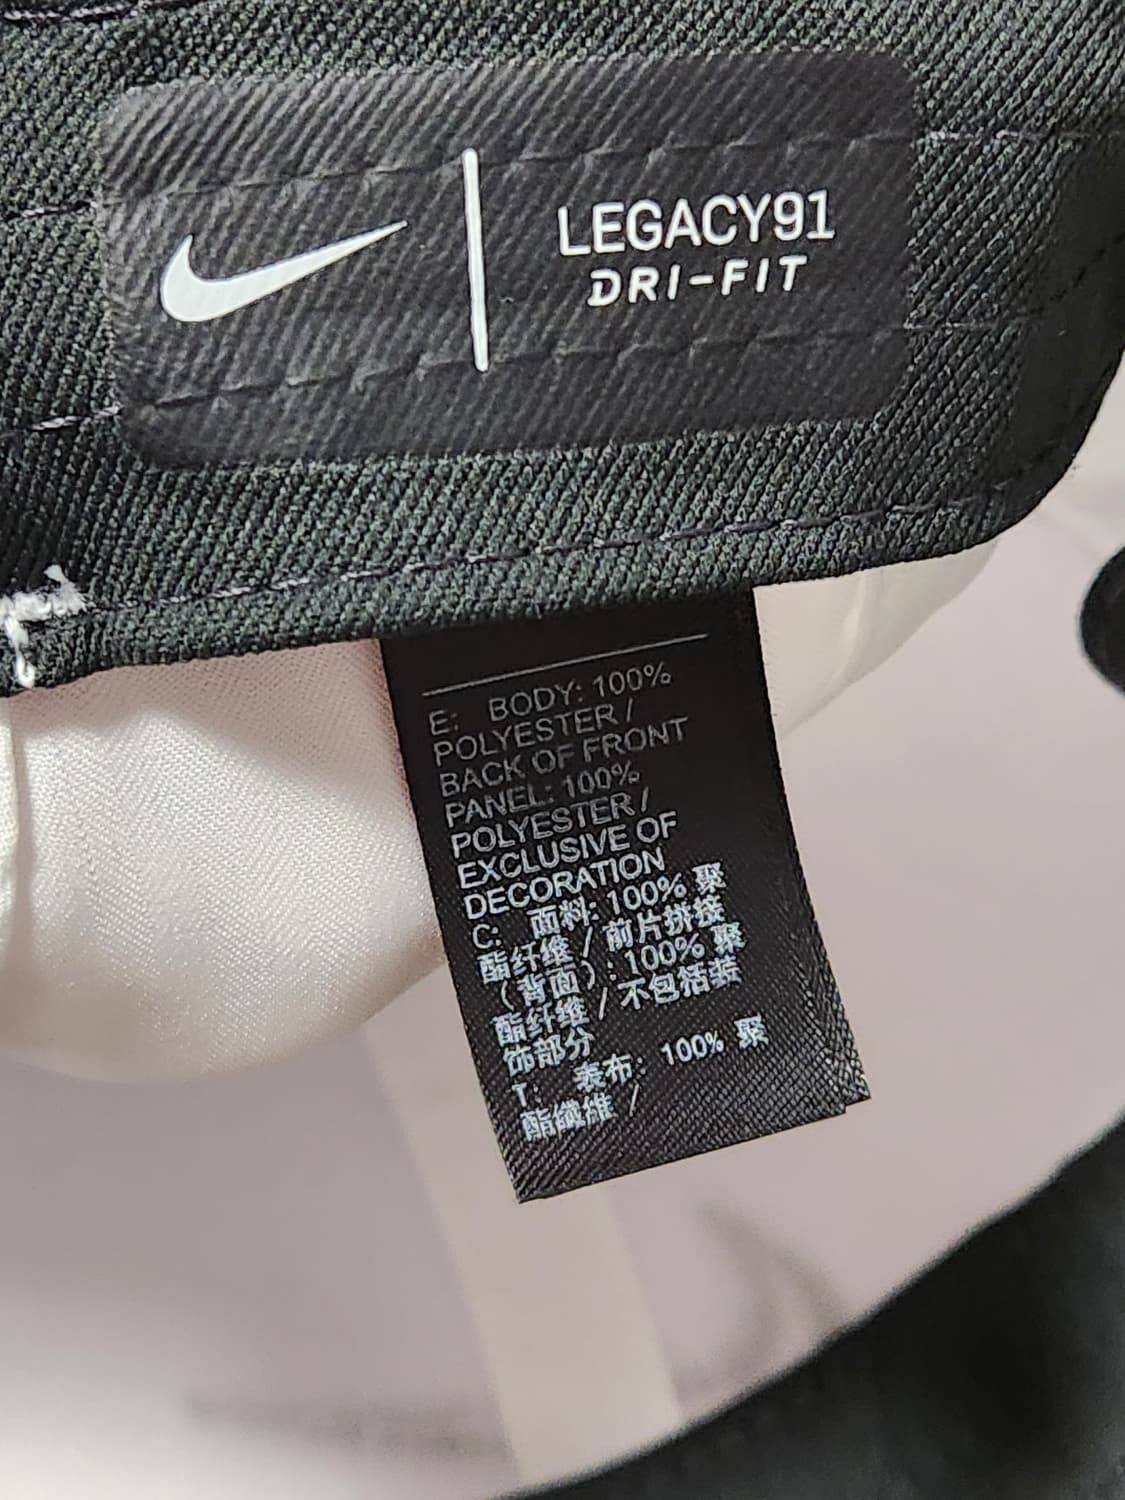 LEGACY91
DRI-FIT
E: BODY: 100%
POLYESTER /
BACK OF FRONT
PANEL: 100%
POLYESTER /
EXCLUSIVE OF
DECORATION
C: 面料: 100% 聚
酯纤维 / 前片拼接
(背面): 100% 聚
酯纤维 / 不包括装
饰部分
T: 表布: 100% 聚
酯纖維 /